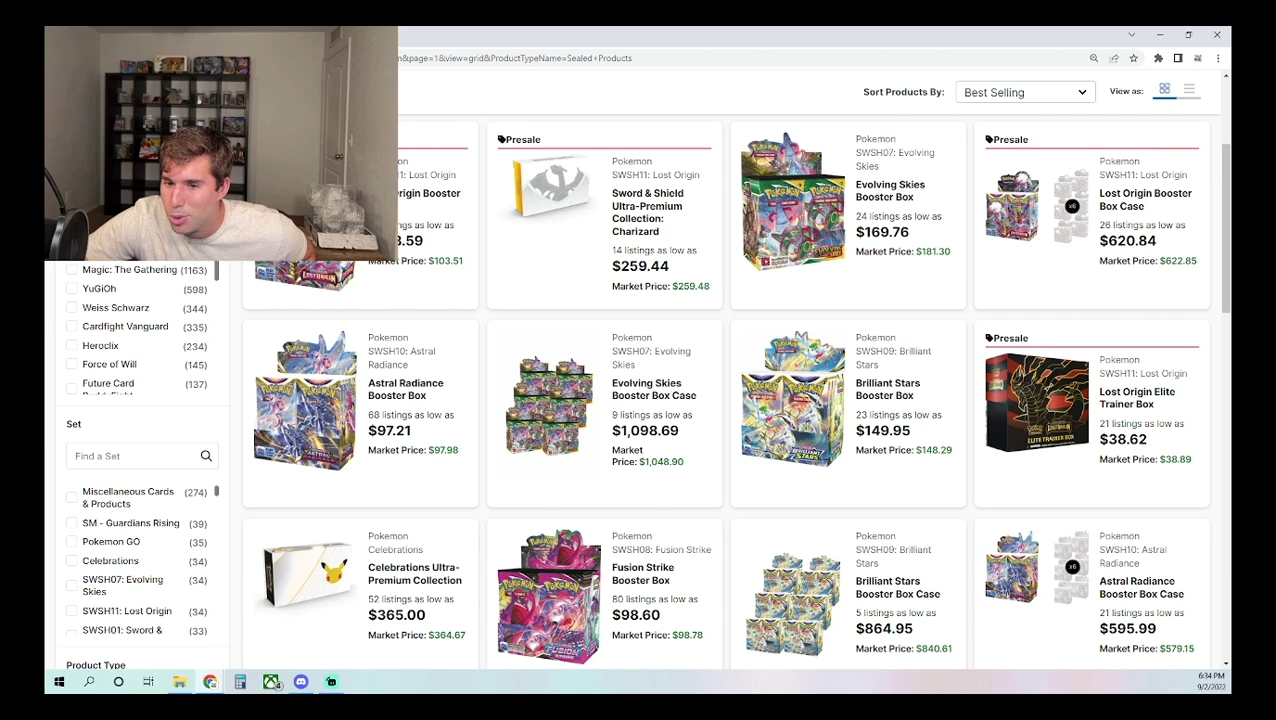 n&page=1&view=grid&ProductTypeName=Sealed+Products
Sort Products By:
Best Selling
View as:
on
11: Lost Origin
rigin Booster
ings as low as
.59
Market Price: $103.51
Presale
Pokemon
SWSH11: Lost Origin
Sword & Shield
Ultra-Premium
Collection:
Charizard
14 listings as low as
$259.44
Market Price: $259.48
Pokemon
SWSH07: Evolving
Skies
Evolving Skies
Booster Box
24 listings as low as
$169.76
Market Price: $181.30
Presale
Pokemon
SWSH11: Lost Origin
Lost Origin Booster
Box Case
x6
26 listings as low as
$620.84
Market Price: $622.85
Magic: The Gathering (1163)
YuGiOh (598)
Weiss Schwarz (344)
Cardfight Vanguard (335)
Heroclix (234)
Force of Will (145)
Future Card (137)
Set
Find a Set
Miscellaneous Cards (274)
& Products
SM - Guardians Rising (39)
Pokemon GO (35)
Celebrations (34)
SWSH07: Evolving (34)
Skies
SWSH11: Lost Origin (34)
SWSH01: Sword & (33)
Product Type
Pokemon
SWSH10: Astral
Radiance
Astral Radiance
Booster Box
68 listings as low as
$97.21
Market Price: $97.98
Pokemon
SWSH07: Evolving
Skies
Evolving Skies
Booster Box Case
9 listings as low as
$1,098.69
Market
Price: $1,048.90
Pokemon
SWSH09: Brilliant
Stars
Brilliant Stars
Booster Box
23 listings as low as
$149.95
Market Price: $148.29
Presale
Pokemon
SWSH11: Lost Origin
Lost Origin Elite
Trainer Box
21 listings as low as
$38.62
Market Price: $38.89
ELITE TRAINER BOX
Pokemon
Celebrations
Celebrations Ultra-
Premium Collection
52 listings as low as
$365.00
Market Price: $364.67
Pokemon
SWSH08: Fusion Strike
Fusion Strike
Booster Box
80 listings as low as
$98.60
Market Price: $98.78
FUSION
Pokemon
SWSH09: Brilliant
Stars
Brilliant Stars
Booster Box Case
5 listings as low as
$864.95
Market Price: $840.61
Pokemon
SWSH10: Astral
Radiance
Astral Radiance
Booster Box Case
x6
21 listings as low as
$595.99
Market Price: $579.15
6:34 PM
9/2/2022